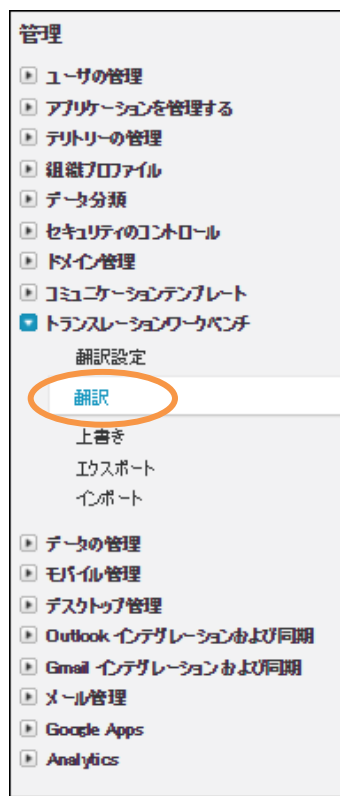 管理
ユーザの管理
アプリケーションを管理する
テリトリーの管理
組織プロファイル
データ分類
セキュリティのコントロール
ドメイン管理
コミュニケーションテンプレート
トランスレーションワークベンチ
翻訳設定
翻訳
上書き
エクスポート
インポート
データの管理
モバイル管理
デスクトップ管理
Outlook インテグレーションおよび同期
Gmail インテグレーションおよび同期
メール管理
Google Apps
Analytics